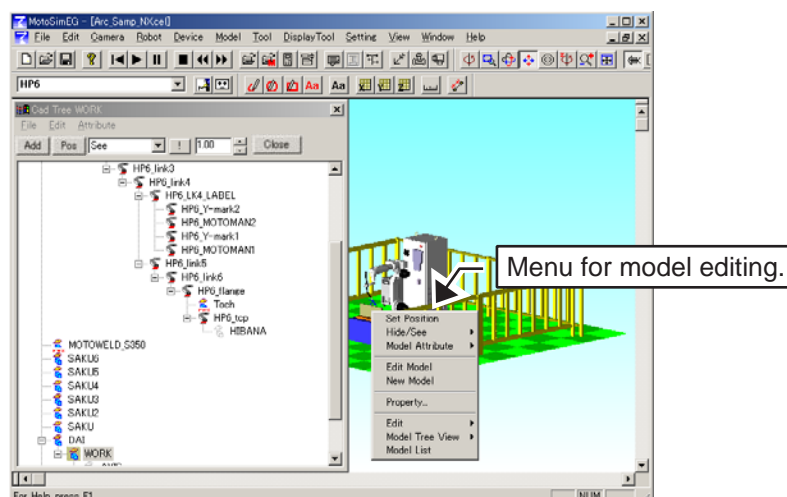 MotoSimEG - [Arc_Samp_NX.cel]
File Edit Camera Robot Device Model Tool DisplayTool Setting View Window Help
HP6
Aa Aa
Cad Tree WORK
File Edit Attribute
Add Pos See ! 1.00 Close
HP6_link3
HP6_link4
HP6_LK4_LABEL
HP6_Y-mark2
HP6_MOTOMAN2
HP6_Y-mark1
HP6_MOTOMAN1
HP6_link5
HP6_link6
HP6_flange
Toch
HP6_tcp
HIBANA
MOTOWELD_S350
SAKU6
SAKU5
SAKU4
SAKU3
SAKU2
SAKU
DAI
WORK
Menu for model editing.
Set Position
Hide/See
Model Attribute
Edit Model
New Model
Property...
Edit
Model Tree View
Model List
For Help, press F1
NUM